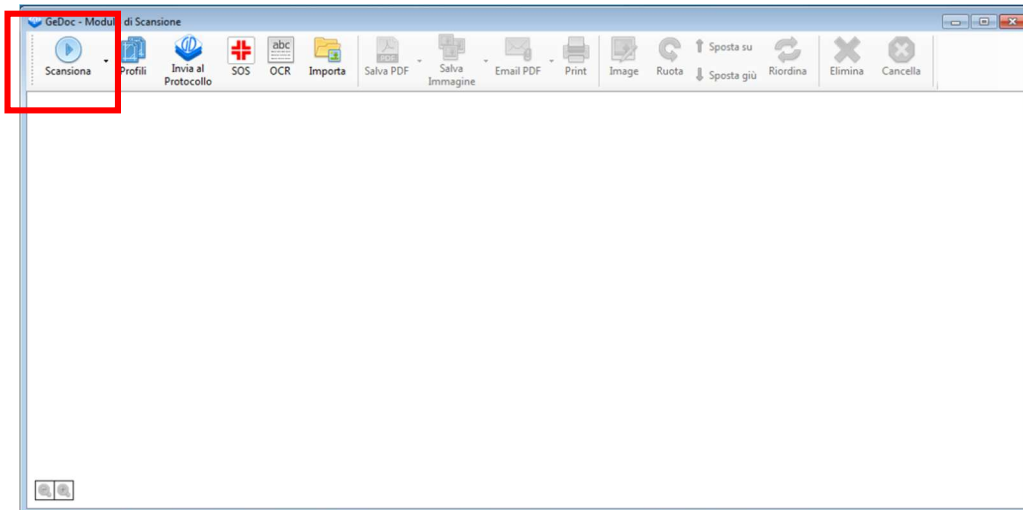 GeDoc - Modulo di Scansione
Scansiona
Profili
Invia al
Protocollo
SOS
abc
OCR
Importa
PDF
Salva PDF
Salva
Immagine
Email PDF
Print
Image
Ruota
Sposta su
Sposta giù
Riordina
Elimina
Cancella